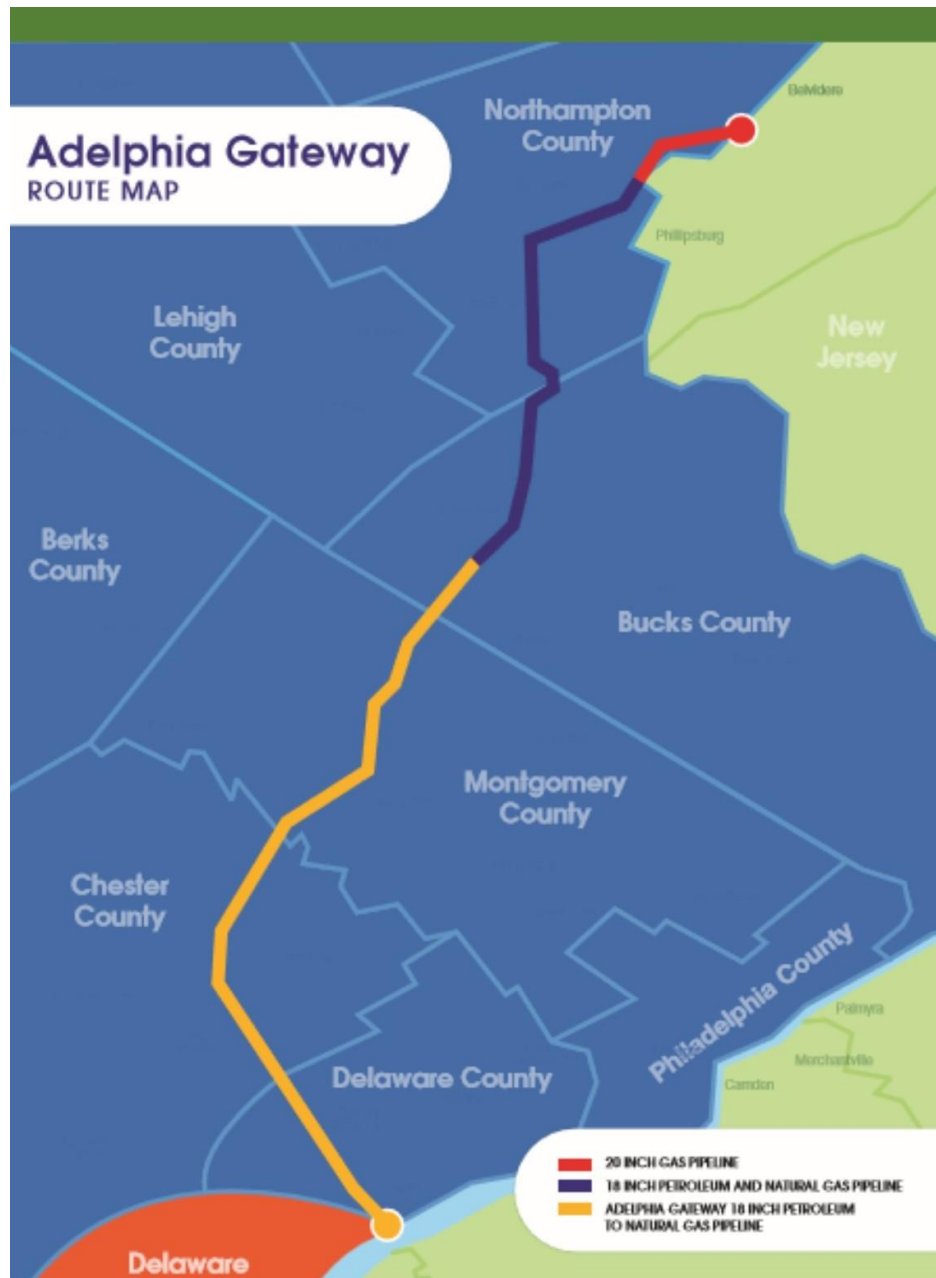 Adelphia Gateway
ROUTE MAP
Northampton
County
Belvidere
Phillipsburg
Lehigh
County
New
Jersey
Berks
County
Bucks County
Montgomery
County
Chester
County
Philadelphia County
Palmyra
Merchantville
Camden
Delaware County
20 INCH GAS PIPELINE
18 INCH PETROLEUM AND NATURAL GAS PIPELINE
ADELPHIA GATEWAY 18 INCH PETROLEUM
TO NATURAL GAS PIPELINE
Delaware